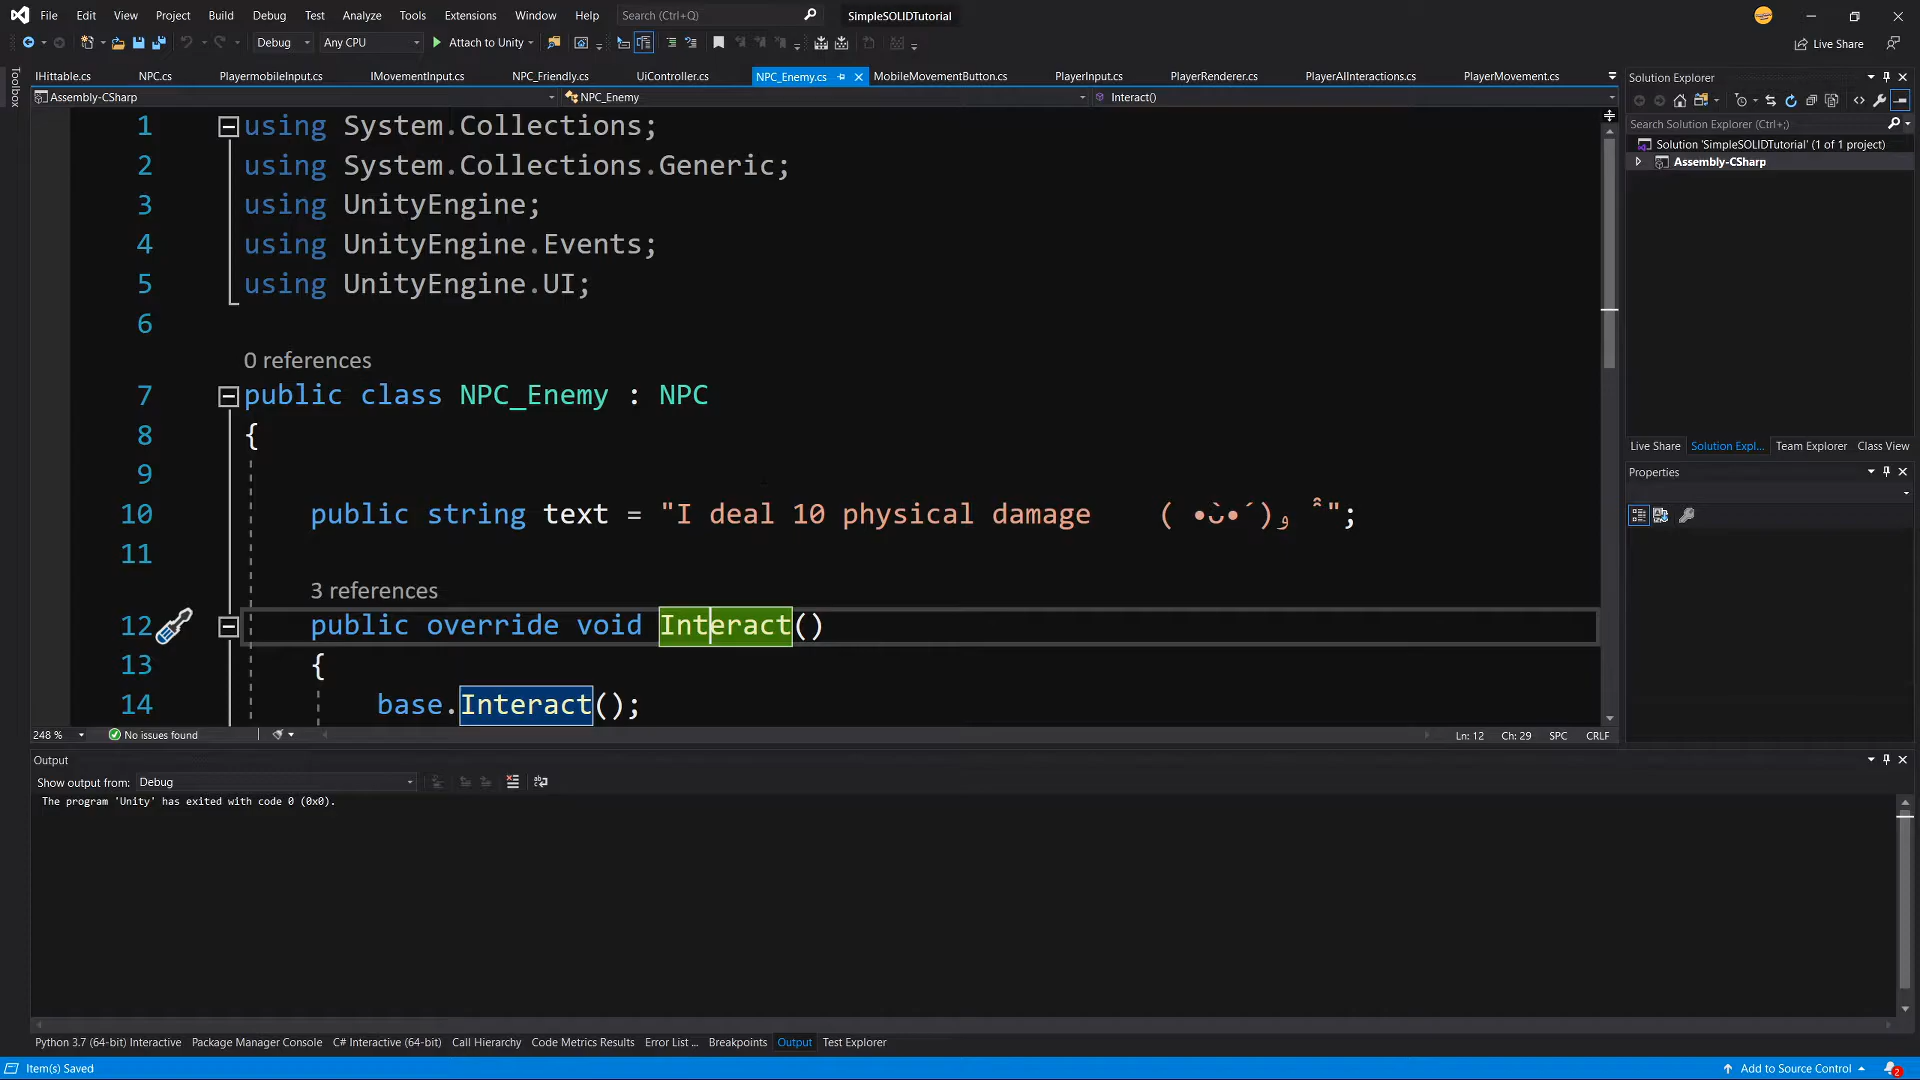 File Edit View Project Build Debug Test Analyze Tools Extensions Window Help Search (Ctrl+Q) SimpleSOLIDTutorial
Debug Any CPU Attach to Unity Live Share
IHittable.cs NPC.cs PlayermobileInput.cs IMovementInput.cs NPC_Friendly.cs UiController.cs NPC_Enemy.cs MobileMovementButton.cs PlayerInput.cs PlayerRenderer.cs PlayerAIInteractions.cs PlayerMovement.cs
Toolbox
Assembly-CSharp NPC_Enemy Interact()
1 using System.Collections;
2 using System.Collections.Generic;
3 using UnityEngine;
4 using UnityEngine.Events;
5 using UnityEngine.UI;
6
0 references
7 public class NPC_Enemy : NPC
8 {
9
10 public string text = "I deal 10 physical damage    ( •̀ᴗ•́ )و ̑̑";
11
3 references
12 public override void Interact()
13 {
14 base.Interact();
248 % No issues found Ln: 12 Ch: 29 SPC CRLF
Solution Explorer
Search Solution Explorer (Ctrl+;)
Solution 'SimpleSOLIDTutorial' (1 of 1 project)
Assembly-CSharp
Live Share Solution Expl... Team Explorer Class View
Properties
Output
Show output from: Debug
The program 'Unity' has exited with code 0 (0x0).
Python 3.7 (64-bit) Interactive Package Manager Console C# Interactive (64-bit) Call Hierarchy Code Metrics Results Error List ... Breakpoints Output Test Explorer
Item(s) Saved Add to Source Control 2